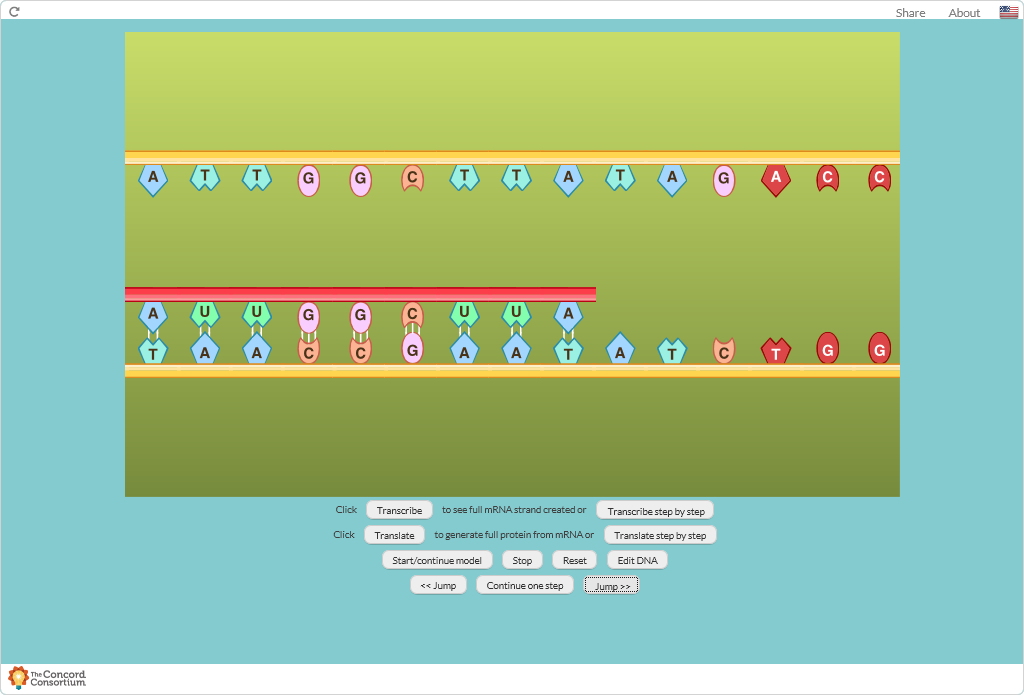 Share About
A T T G G C T T A T A G A C C
A U U G G C U U A
T A A C C G A A T A T C T G G
Click Transcribe to see full mRNA strand created or Transcribe step by step
Click Translate to generate full protein from mRNA or Translate step by step
Start/continue model Stop Reset Edit DNA
<< Jump Continue one step Jump >>
The Concord
Consortium